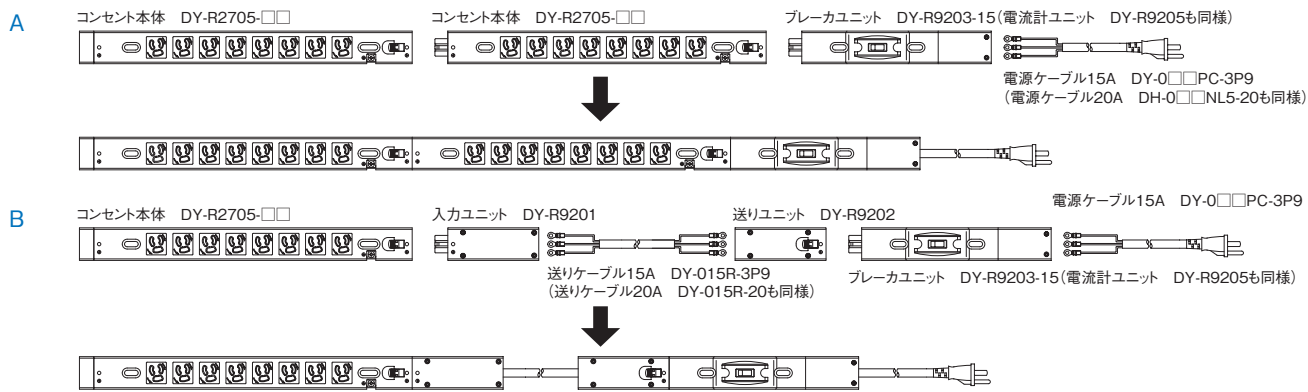 A
コンセント本体　DY-R2705-□□
コンセント本体　DY-R2705-□□
ブレーカユニット　DY-R9203-15(電流計ユニット　DY-R9205も同様)
電源ケーブル15A　DY-0□□PC-3P9
(電源ケーブル20A　DH-0□□NL5-20も同様)
B
コンセント本体　DY-R2705-□□
入力ユニット　DY-R9201
送りユニット　DY-R9202
電源ケーブル15A　DY-0□□PC-3P9
送りケーブル15A　DY-015R-3P9
(送りケーブル20A　DY-015R-20も同様)
ブレーカユニット　DY-R9203-15(電流計ユニット　DY-R9205も同様)